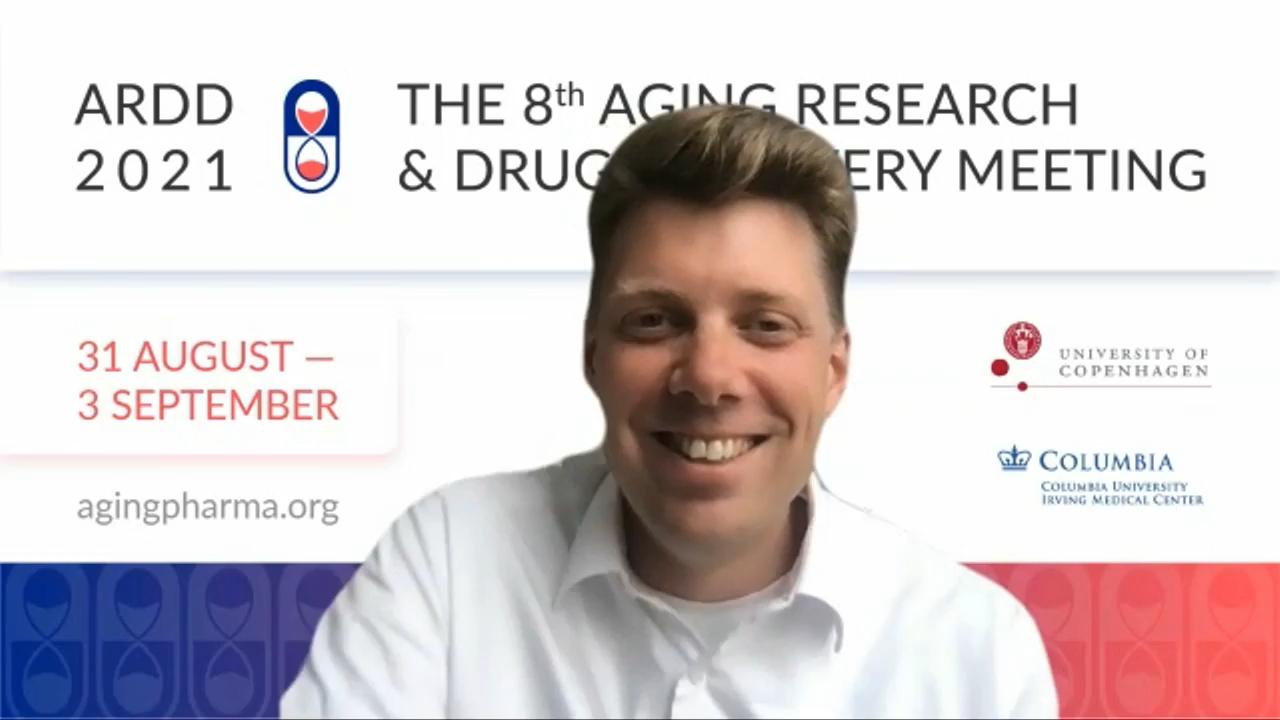 ARDD
2021
THE 8th AGING RESEARCH
& DRUG ERY MEETING
31 AUGUST —
3 SEPTEMBER
agingpharma.org
UNIVERSITY OF
COPENHAGEN
COLUMBIA
COLUMBIA UNIVERSITY
IRVING MEDICAL CENTER